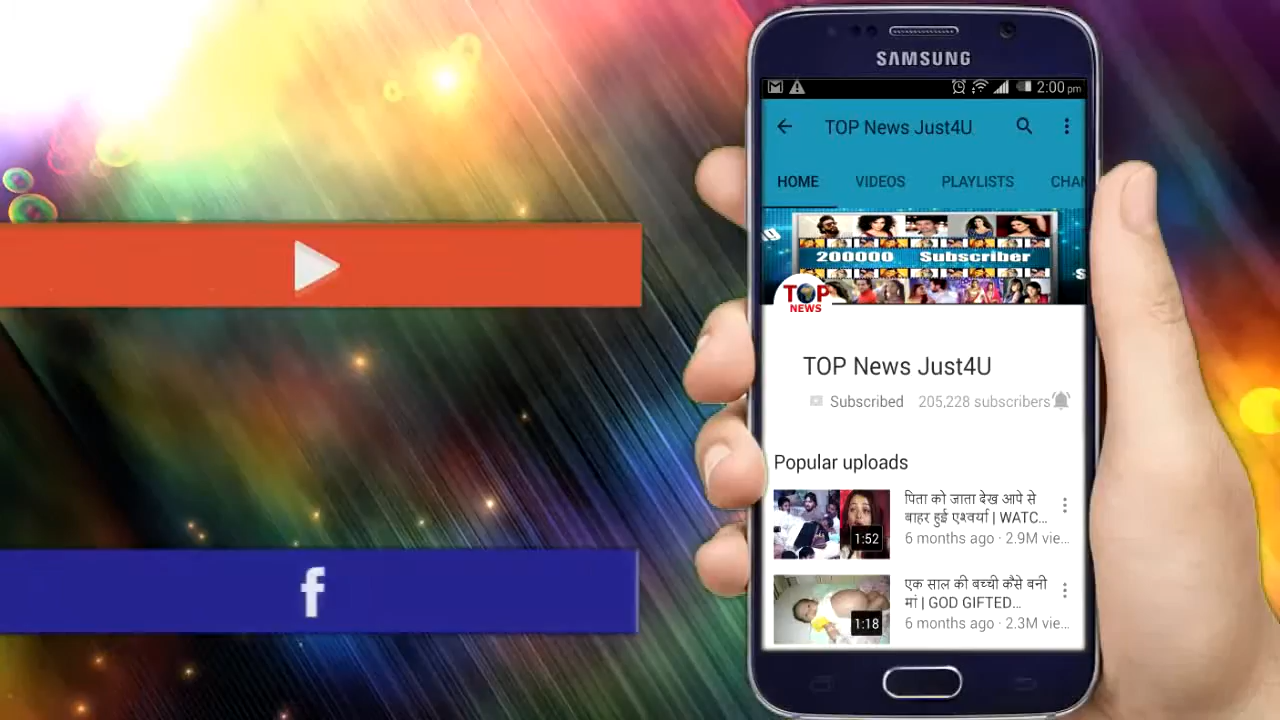 SAMSUNG
2:00 pm
TOP News Just4U
HOME VIDEOS PLAYLISTS CHAN
200000 Subscriber
TOP
NEWS
TOP News Just4U
Subscribed 205,228 subscribers
Popular uploads
पिता को जाता देख आपे से
बाहर हुई एश्वर्या | WATC...
6 months ago · 2.9M vie...
1:52
एक साल की बच्ची कैसे बनी
मां | GOD GIFTED...
6 months ago · 2.3M vie...
1:18